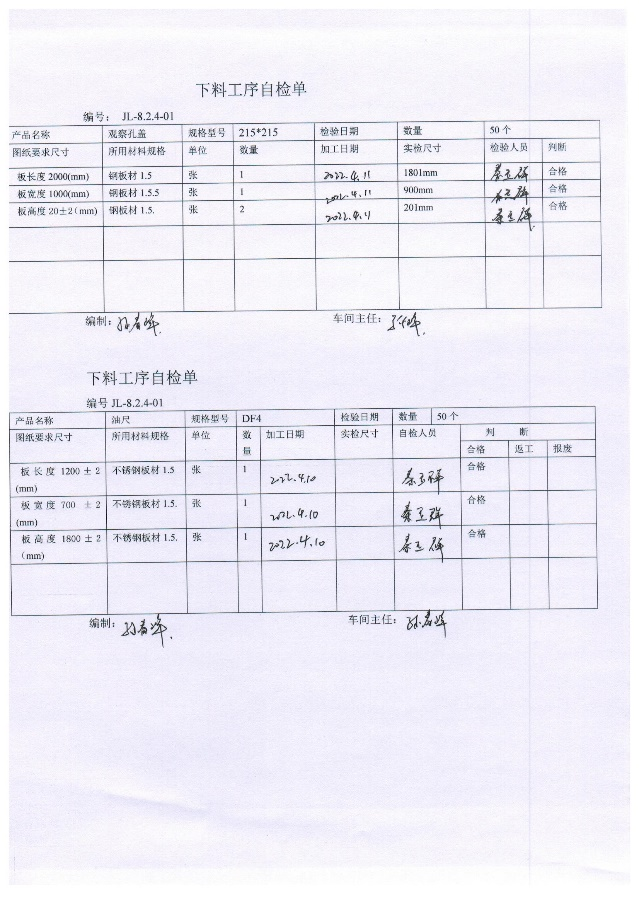 下料工序自检单
编号： JL-8.2.4-01
产品名称 观察孔盖 规格型号 215*215 检验日期 数量 50 个
图纸要求尺寸 所用材料规格 单位 数量 加工日期 实检尺寸 检验人员 判断
板长度 2000(mm) 钢板材 1.5 张 1 2022.4.11 1801mm 合格
板宽度 1000(mm) 钢板材 1.5.5 张 1 2022.4.11 900mm 合格
板高度 20±2(mm) 钢板材 1.5. 张 2 2022.4.11 201mm 合格
编制： 车间主任：
下料工序自检单
编号 JL-8.2.4-01
产品名称 油尺 规格型号 DF4 检验日期 数量 50 个
图纸要求尺寸 所用材料规格 单位 数量 加工日期 实检尺寸 自检人员 判 断
合格 返工 报度
板长度 1200±2 不锈钢板材 1.5 张 1 2022.4.10 合格
(mm)
板宽度 700 ±2 不锈钢板材 1.5. 张 1 2022.4.10 合格
(mm)
板高度 1800±2 不锈钢板材 1.5. 张 1 2022.4.10 合格
（mm）
编制： 车间主任：